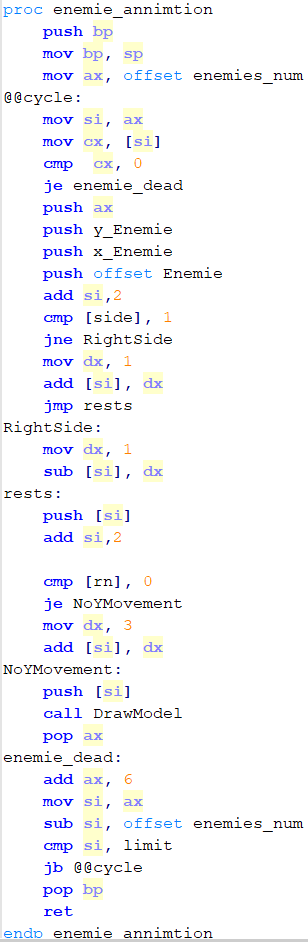 proc enemie_annimtion
push bp
mov bp, sp
mov ax, offset enemies_num
@@cycle:
mov si, ax
mov cx, [si]
cmp cx, 0
je enemie_dead
push ax
push y_Enemie
push x_Enemie
push offset Enemie
add si,2
cmp [side], 1
jne RightSide
mov dx, 1
add [si], dx
jmp rests
RightSide:
mov dx, 1
sub [si], dx
rests:
push [si]
add si,2
cmp [rn], 0
je NoYMovement
mov dx, 3
add [si], dx
NoYMovement:
push [si]
call DrawModel
pop ax
enemie_dead:
add ax, 6
mov si, ax
sub si, offset enemies_num
cmp si, limit
jb @@cycle
pop bp
ret
endp enemie_annimtion